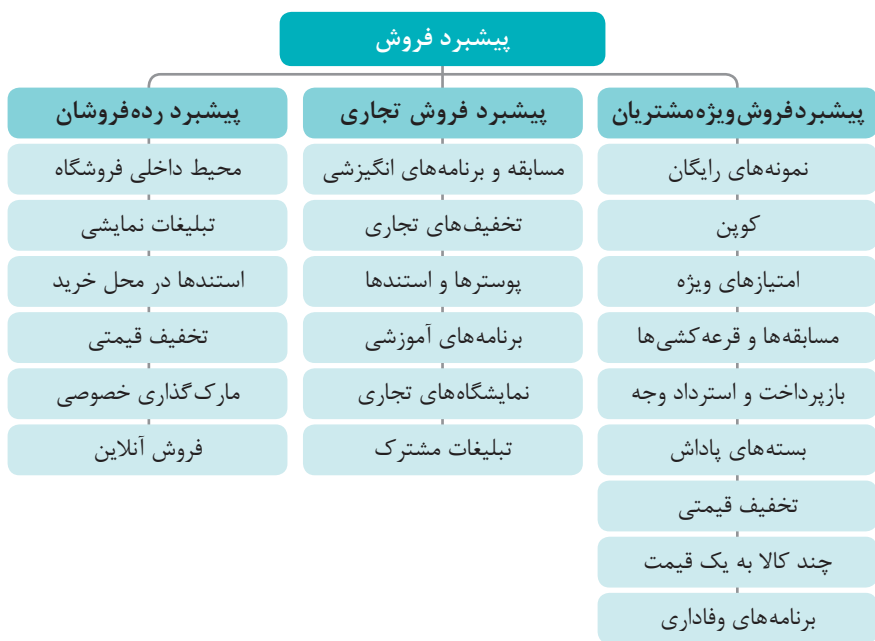 پیشبرد فروش
پیشبردفروش‌ویژه‌مشتریان
نمونه‌های رایگان
کوپن
امتیازهای ویژه
مسابقه‌ها و قرعه‌کشی‌ها
بازپرداخت و استرداد وجه
بسته‌های پاداش
تخفیف قیمتی
چند کالا به یک قیمت
برنامه‌های وفاداری
پیشبرد فروش تجاری
مسابقه و برنامه‌های انگیزشی
تخفیف‌های تجاری
پوسترها و استندها
برنامه‌های آموزشی
نمایشگاه‌های تجاری
تبلیغات مشترک
پیشبرد رده‌فروشان
محیط داخلی فروشگاه
تبلیغات نمایشی
استندها در محل خرید
تخفیف قیمتی
مارک‌گذاری خصوصی
فروش آنلاین